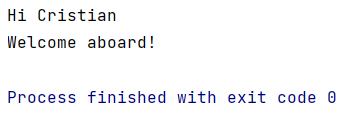 Hi Cristian
Welcome aboard!
Process finished with exit code 0